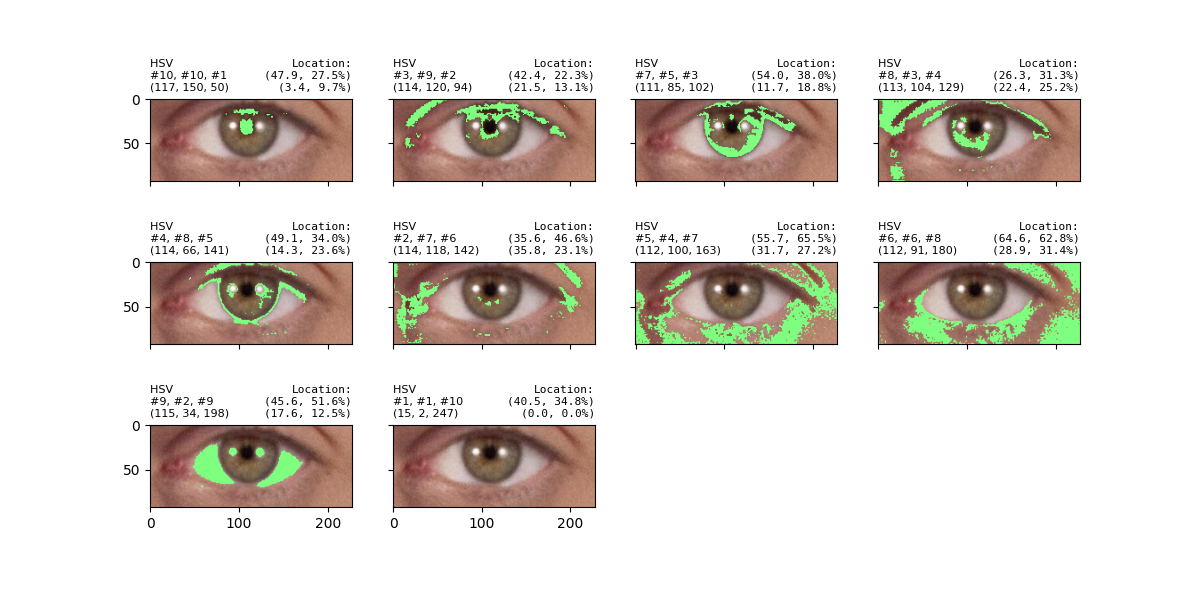 HSV Location:
#10, #10, #1 (47.9, 27.5%)
(117, 150, 50) (3.4, 9.7%)
HSV Location:
#3, #9, #2 (42.4, 22.3%)
(114, 120, 94) (21.5, 13.1%)
HSV Location:
#7, #5, #3 (54.0, 38.0%)
(111, 85, 102) (11.7, 18.8%)
HSV Location:
#8, #3, #4 (26.3, 31.3%)
(113, 104, 129) (22.4, 25.2%)
0
50
HSV Location:
#4, #8, #5 (49.1, 34.0%)
(114, 66, 141) (14.3, 23.6%)
HSV Location:
#2, #7, #6 (35.6, 46.6%)
(114, 118, 142) (35.8, 23.1%)
HSV Location:
#5, #4, #7 (55.7, 65.5%)
(112, 100, 163) (31.7, 27.2%)
HSV Location:
#6, #6, #8 (64.6, 62.8%)
(112, 91, 180) (28.9, 31.4%)
0
50
HSV Location:
#9, #2, #9 (45.6, 51.6%)
(115, 34, 198) (17.6, 12.5%)
HSV Location:
#1, #1, #10 (40.5, 34.8%)
(15, 2, 247) (0.0, 0.0%)
0
50
0 100 200
0 100 200